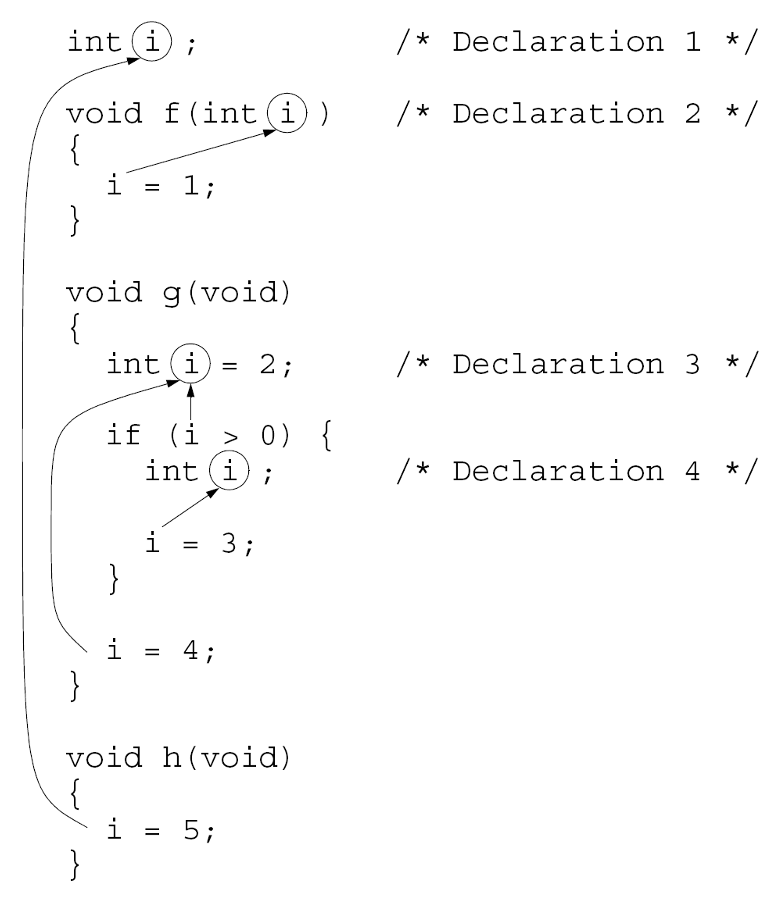 int i ; /* Declaration 1 */
void f(int i ) /* Declaration 2 */
{
i = 1;
}
void g(void)
{
int i = 2; /* Declaration 3 */
if (i > 0) {
int i ; /* Declaration 4 */
i = 3;
}
i = 4;
}
void h(void)
{
i = 5;
}